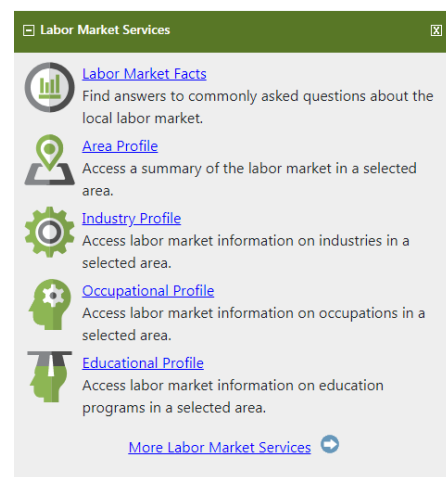 Labor Market Services
Labor Market Facts
Find answers to commonly asked questions about the
local labor market.
Area Profile
Access a summary of the labor market in a selected
area.
Industry Profile
Access labor market information on industries in a
selected area.
Occupational Profile
Access labor market information on occupations in a
selected area.
Educational Profile
Access labor market information on education
programs in a selected area.
More Labor Market Services